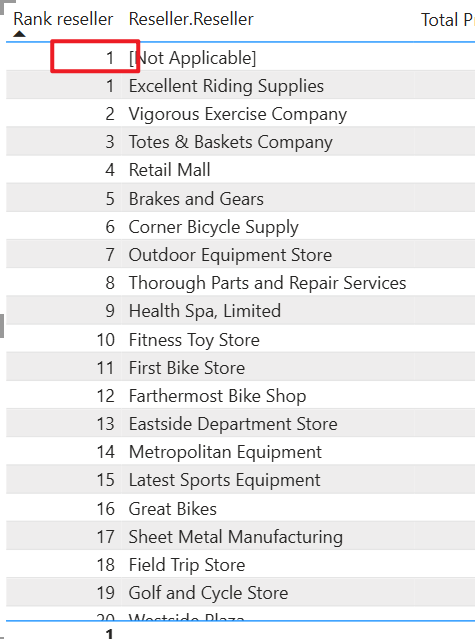 Rank reseller Reseller.Reseller Total P
1 [Not Applicable]
1 Excellent Riding Supplies
2 Vigorous Exercise Company
3 Totes & Baskets Company
4 Retail Mall
5 Brakes and Gears
6 Corner Bicycle Supply
7 Outdoor Equipment Store
8 Thorough Parts and Repair Services
9 Health Spa, Limited
10 Fitness Toy Store
11 First Bike Store
12 Farthermost Bike Shop
13 Eastside Department Store
14 Metropolitan Equipment
15 Latest Sports Equipment
16 Great Bikes
17 Sheet Metal Manufacturing
18 Field Trip Store
19 Golf and Cycle Store
20 Westside Plaza
1